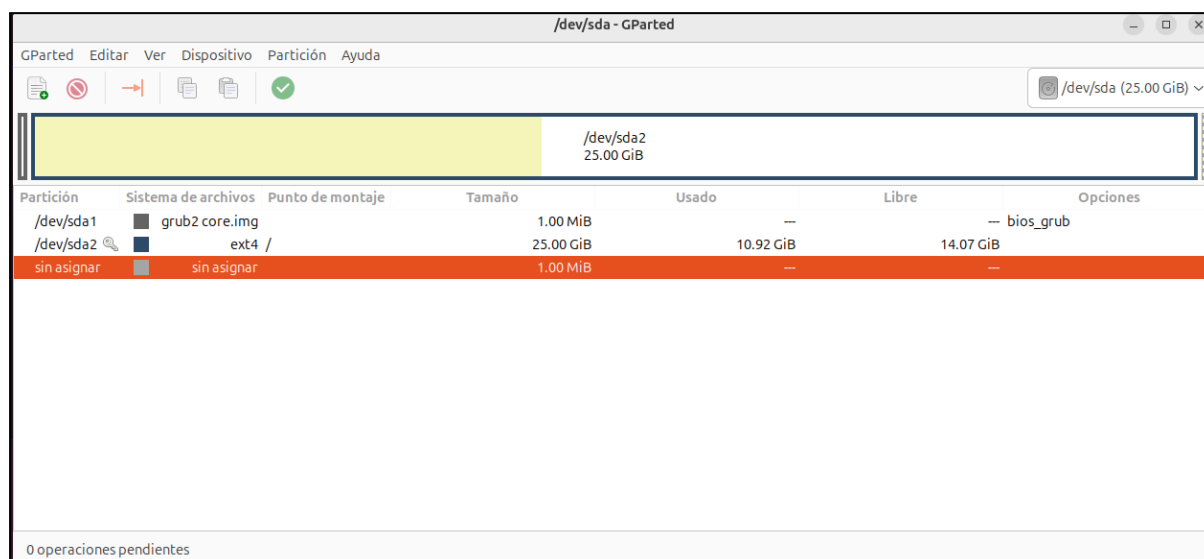 /dev/sda - GParted
GParted Editar Ver Dispositivo Partición Ayuda
/dev/sda (25.00 GiB)
/dev/sda2
25.00 GiB
Partición Sistema de archivos Punto de montaje Tamaño Usado Libre Opciones
/dev/sda1 grub2 core.img 1.00 MiB --- --- bios_grub
/dev/sda2 ext4 / 25.00 GiB 10.92 GiB 14.07 GiB
sin asignar sin asignar 1.00 MiB --- ---
0 operaciones pendientes